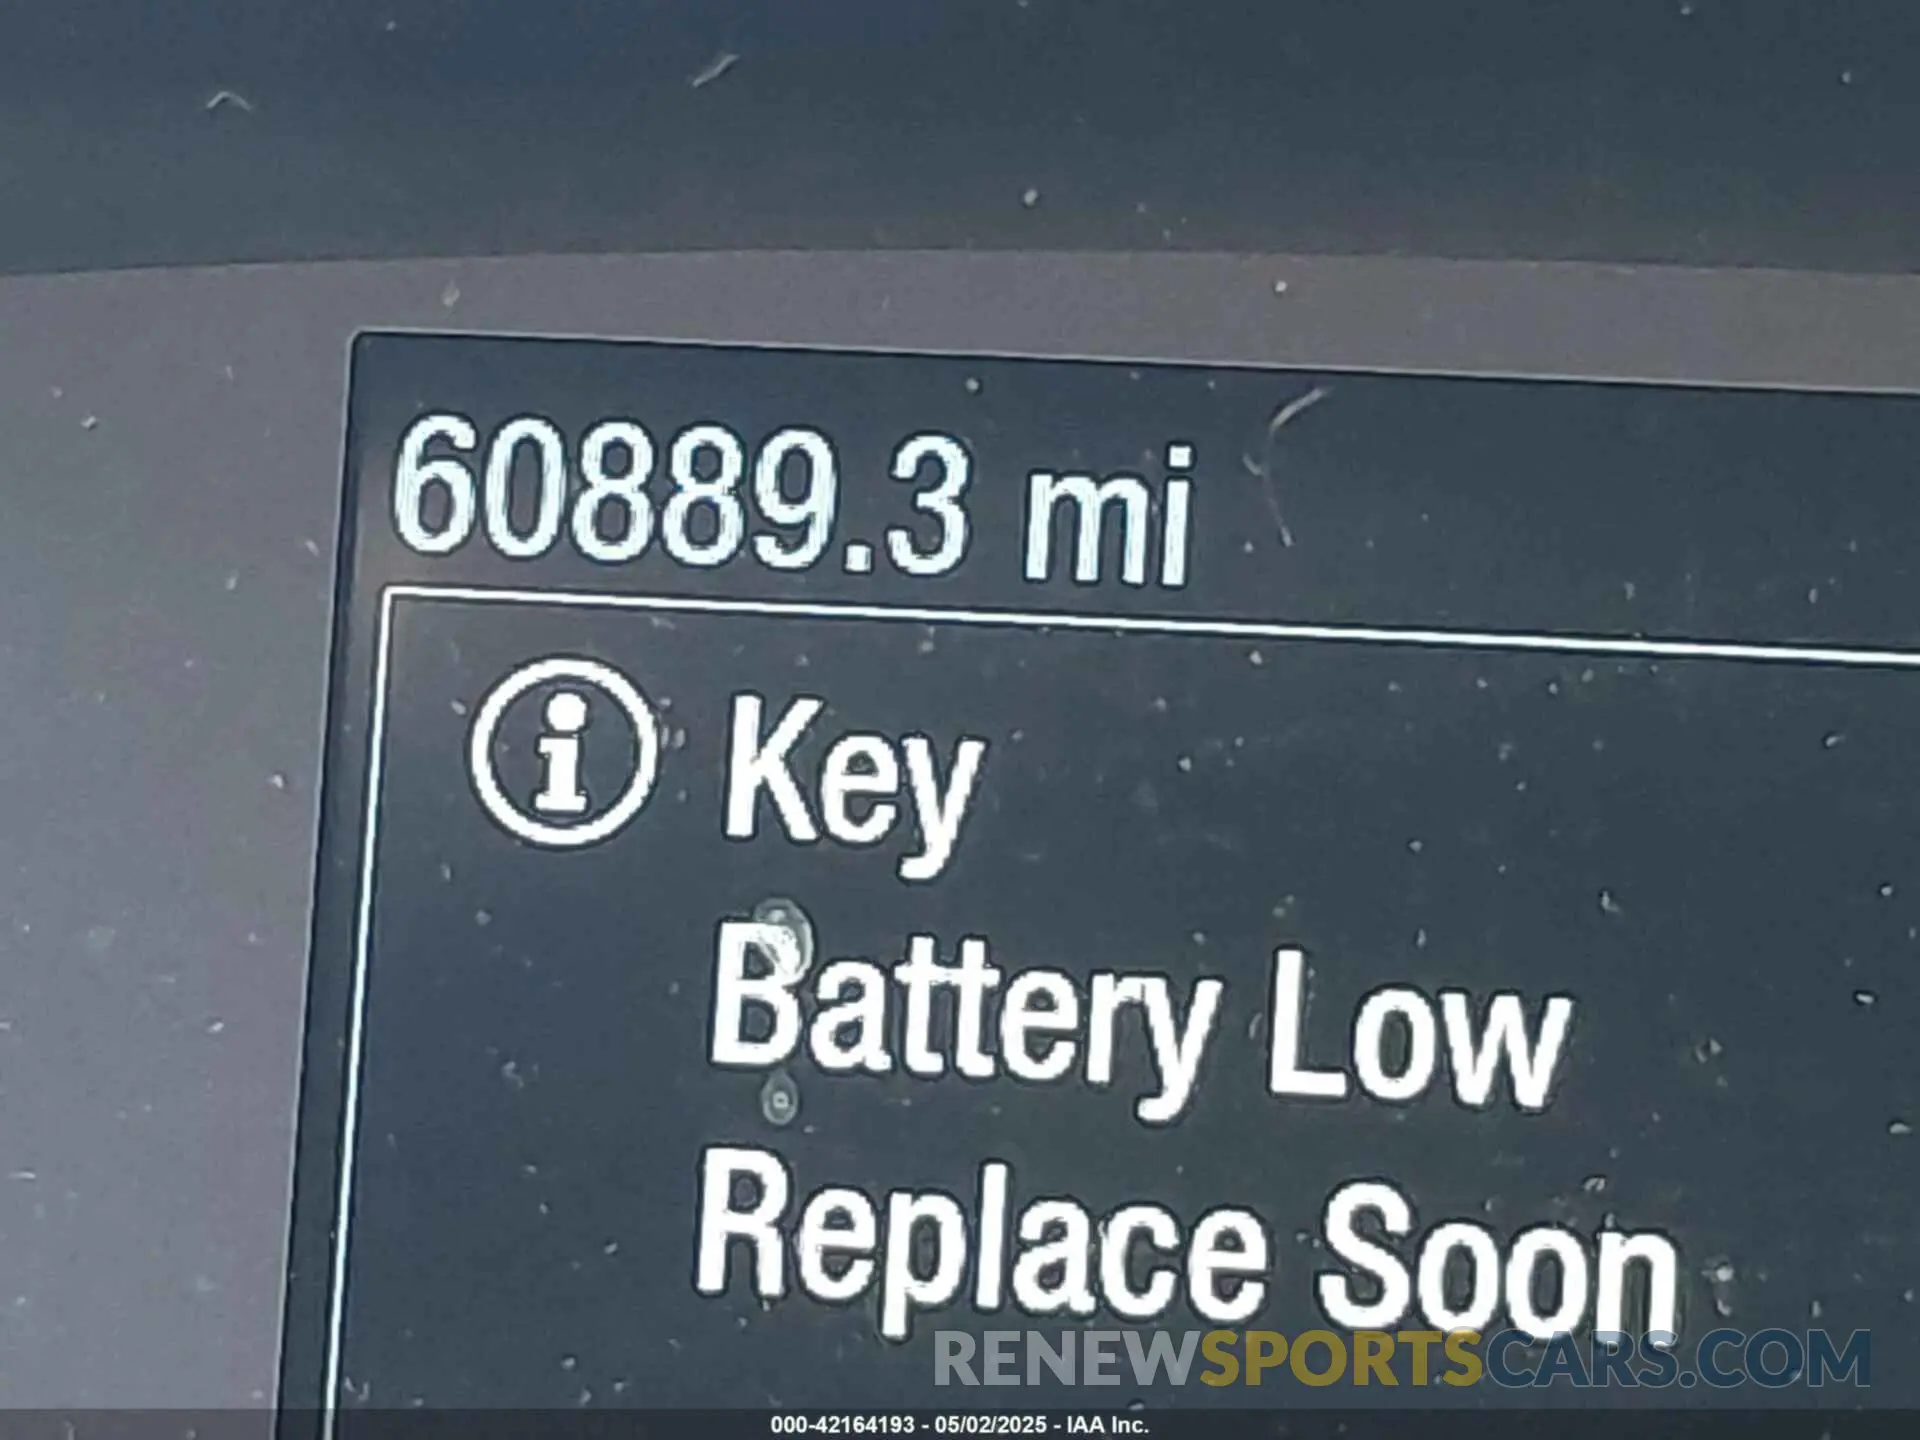 60889.3 mi
i Key
Battery Low
Replace Soon
RENEWSPORTSCARS.COM
000-42164193 - 05/02/2025 - IAA Inc.